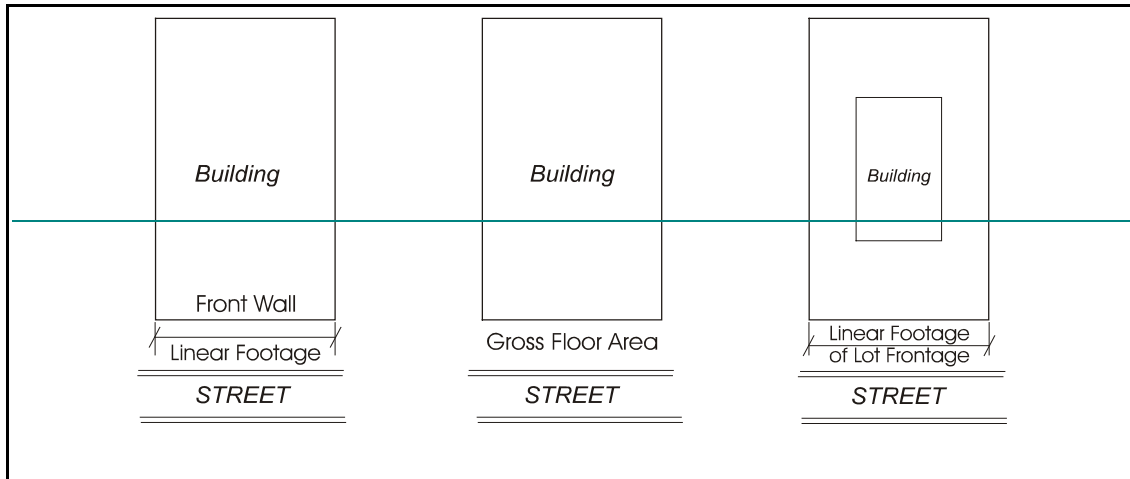 Building
Front Wall
Linear Footage
STREET
Building
Gross Floor Area
STREET
Building
Linear Footage
of Lot Frontage
STREET